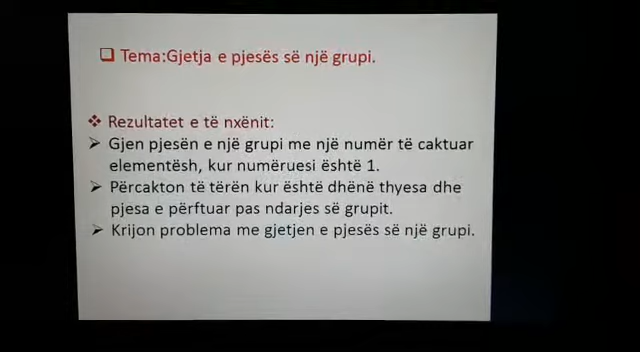 Tema:Gjetja e pjesës së një grupi.
Rezultatet e të nxënit:
Gjen pjesën e një grupi me një numër të caktuar
elementësh, kur numëruesi është 1.
Përcakton të tërën kur është dhënë thyesa dhe
pjesa e përftuar pas ndarjes së grupit.
Krijon problema me gjetjen e pjesës së një grupi.